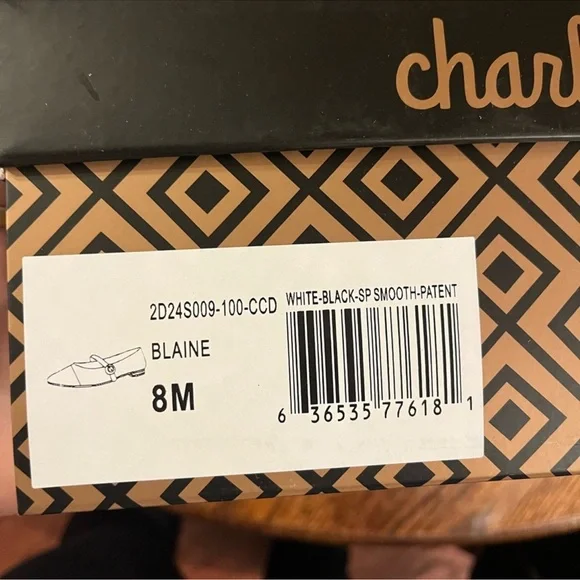 charl
2D24S009-100-CCD
WHITE-BLACK-SP SMOOTH-PATENT
BLAINE
8M
6 36535 77618 1